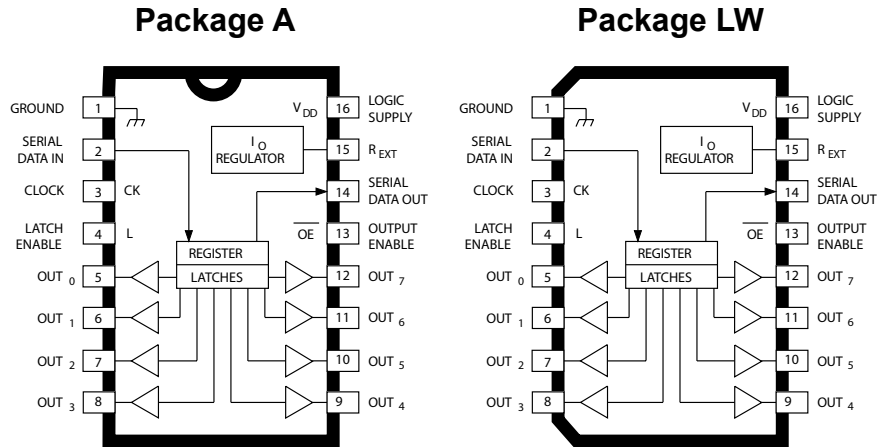 Package A
GROUND 1 V DD 16 LOGIC SUPPLY
SERIAL DATA IN 2 I O REGULATOR 15 R EXT
CLOCK 3 CK 14 SERIAL DATA OUT
LATCH ENABLE 4 L OE 13 OUTPUT ENABLE
REGISTER
OUT 0 5 LATCHES 12 OUT 7
OUT 1 6 11 OUT 6
OUT 2 7 10 OUT 5
OUT 3 8 9 OUT 4
Package LW
GROUND 1 V DD 16 LOGIC SUPPLY
SERIAL DATA IN 2 I O REGULATOR 15 R EXT
CLOCK 3 CK 14 SERIAL DATA OUT
LATCH ENABLE 4 L OE 13 OUTPUT ENABLE
REGISTER
OUT 0 5 LATCHES 12 OUT 7
OUT 1 6 11 OUT 6
OUT 2 7 10 OUT 5
OUT 3 8 9 OUT 4